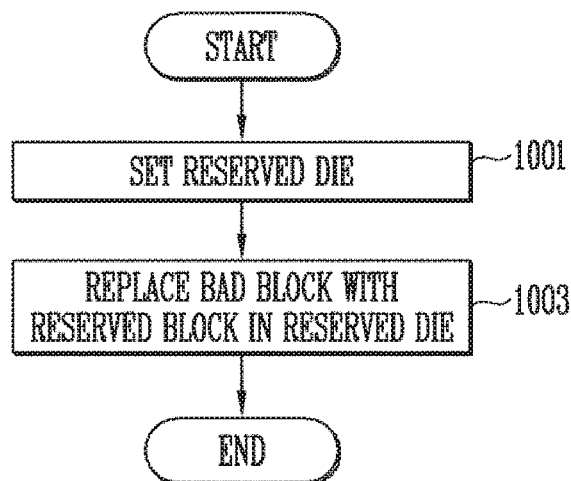 START
SET RESERVED DIE
1001
REPLACE BAD BLOCK WITH
RESERVED BLOCK IN RESERVED DIE
1003
END